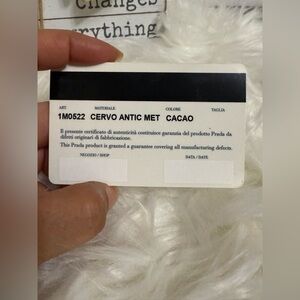 Changes
everything
ART. MATERIALE COLORE TAGLIA
1M0522 CERVO ANTIC MET CACAO
Il presente certificato di autenticità costituisce garanzia del prodotto Prada da
difetti originari di fabbricazione.
This Prada product is granted a guarantee covering all manufacturing defects.
NEGOZIO / SHOP DATA / DATE